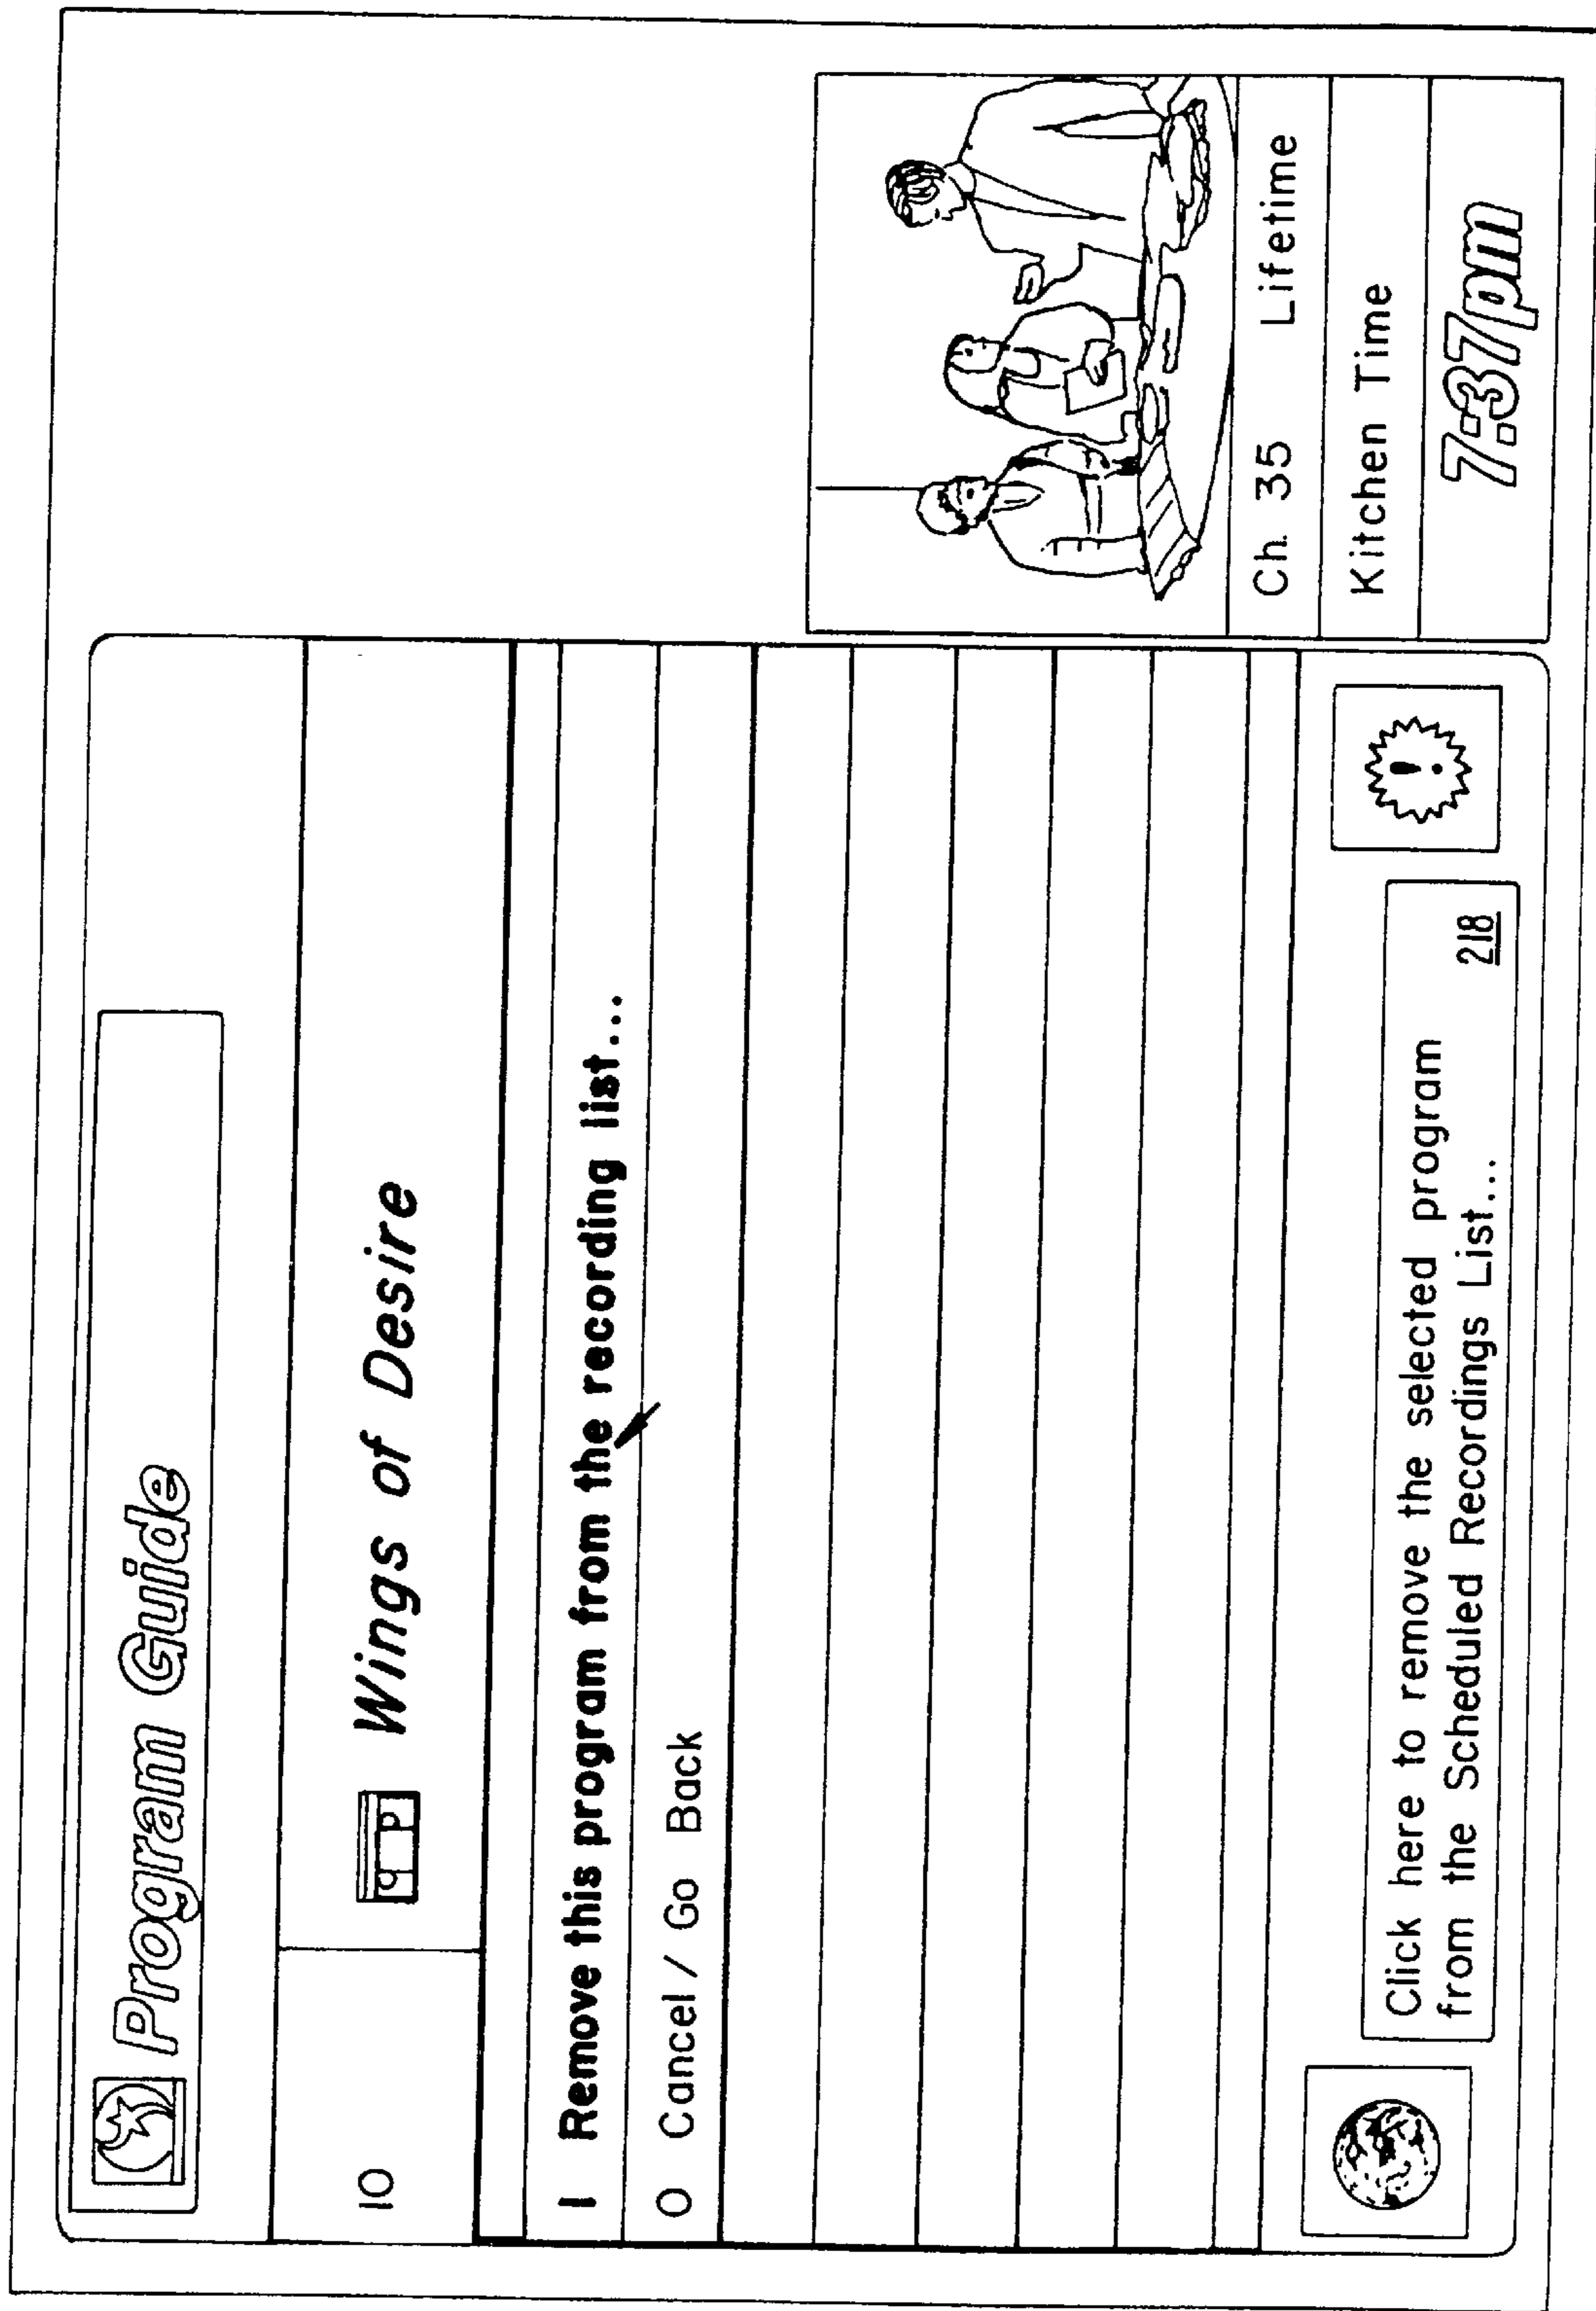 Program Guide
10 Wings of Desire
1 Remove this program from the recording list...
0 Cancel / Go Back
Click here to remove the selected program
from the Scheduled Recordings List...
218
Ch. 35 Lifetime
Kitchen Time
7:37pm